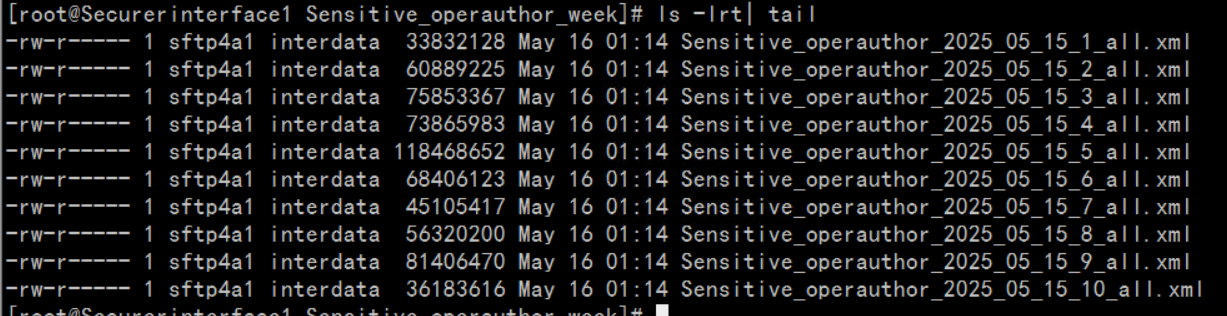 [root@Securerinterface1 Sensitive_operauthor_week]# ls -lrt| tail
-rw-r----- 1 sftp4a1 interdata  33832128 May 16 01:14 Sensitive_operauthor_2025_05_15_1_all.xml
-rw-r----- 1 sftp4a1 interdata  60889225 May 16 01:14 Sensitive_operauthor_2025_05_15_2_all.xml
-rw-r----- 1 sftp4a1 interdata  75853367 May 16 01:14 Sensitive_operauthor_2025_05_15_3_all.xml
-rw-r----- 1 sftp4a1 interdata  73865983 May 16 01:14 Sensitive_operauthor_2025_05_15_4_all.xml
-rw-r----- 1 sftp4a1 interdata 118468652 May 16 01:14 Sensitive_operauthor_2025_05_15_5_all.xml
-rw-r----- 1 sftp4a1 interdata  68406123 May 16 01:14 Sensitive_operauthor_2025_05_15_6_all.xml
-rw-r----- 1 sftp4a1 interdata  45105417 May 16 01:14 Sensitive_operauthor_2025_05_15_7_all.xml
-rw-r----- 1 sftp4a1 interdata  56320200 May 16 01:14 Sensitive_operauthor_2025_05_15_8_all.xml
-rw-r----- 1 sftp4a1 interdata  81406470 May 16 01:14 Sensitive_operauthor_2025_05_15_9_all.xml
-rw-r----- 1 sftp4a1 interdata  36183616 May 16 01:14 Sensitive_operauthor_2025_05_15_10_all.xml
[root@Securerinterface1 Sensitive_operauthor_week]#